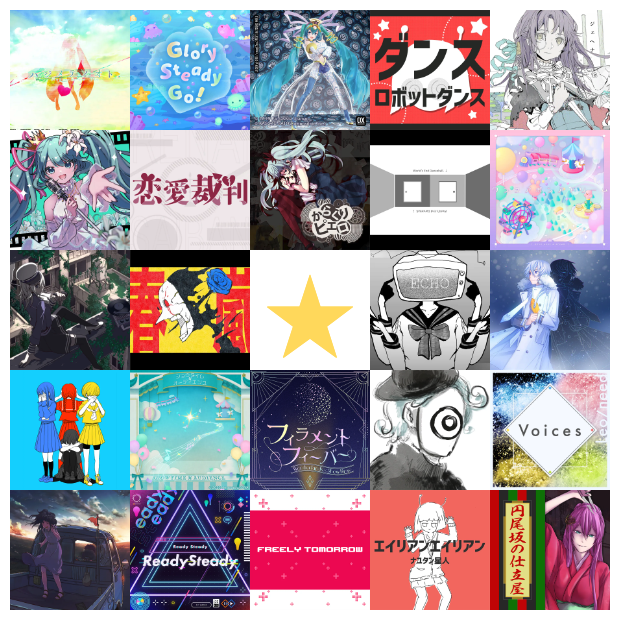 Glory
Steady
Go!
ダンス
ロボットダンス
ジェヘ
恋愛裁判
からくり
ピエロ
春嵐
ECHO
フィラメント
フィーバー
Voices
Ready Steady
ReadySteady
FREELY TOMORROW
エイリアンエイリアン
ナユタン星人
円尾坂の仕立屋